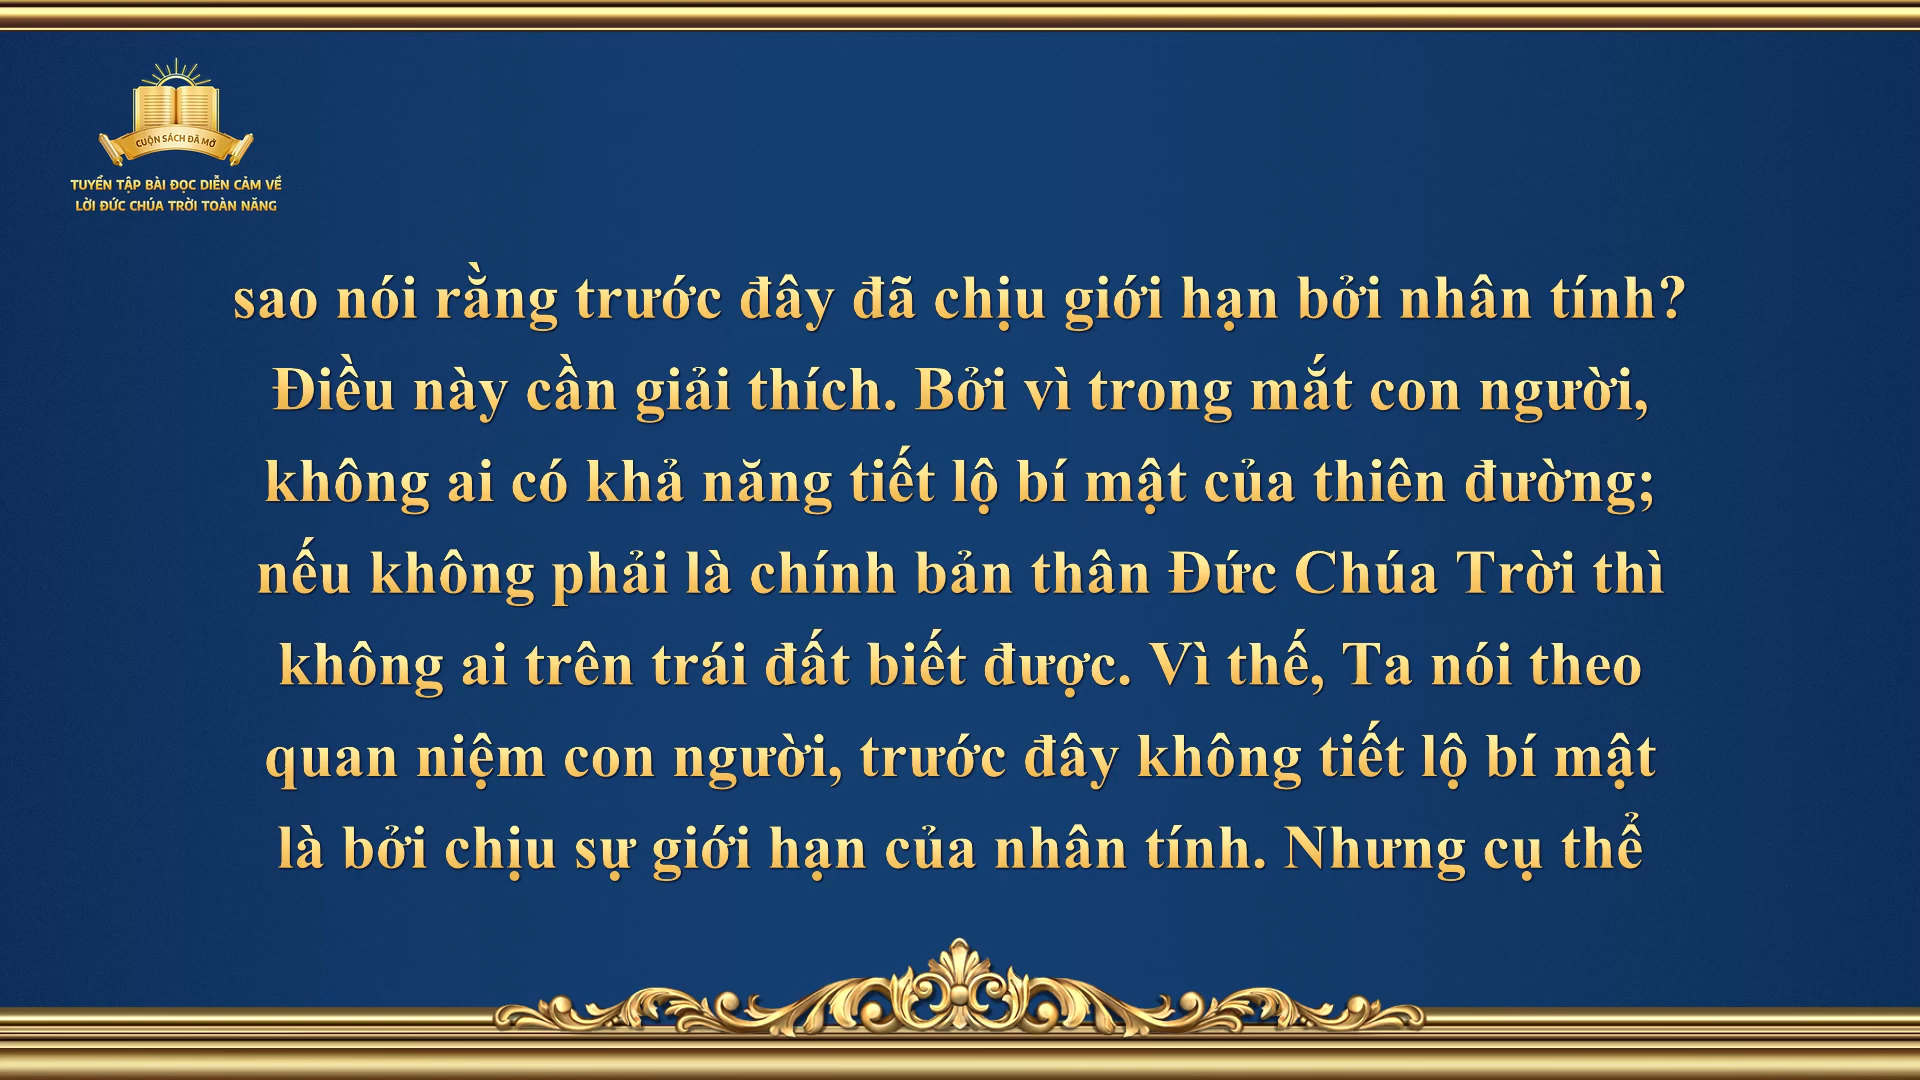 CUỘN SÁCH ĐÃ MỞ
TUYỂN TẬP BÀI ĐỌC DIỄN CẢM VỀ
LỜI ĐỨC CHÚA TRỜI TOÀN NĂNG
sao nói rằng trước đây đã chịu giới hạn bởi nhân tính?
Điều này cần giải thích. Bởi vì trong mắt con người,
không ai có khả năng tiết lộ bí mật của thiên đường;
nếu không phải là chính bản thân Đức Chúa Trời thì
không ai trên trái đất biết được. Vì thế, Ta nói theo
quan niệm con người, trước đây không tiết lộ bí mật
là bởi chịu sự giới hạn của nhân tính. Nhưng cụ thể